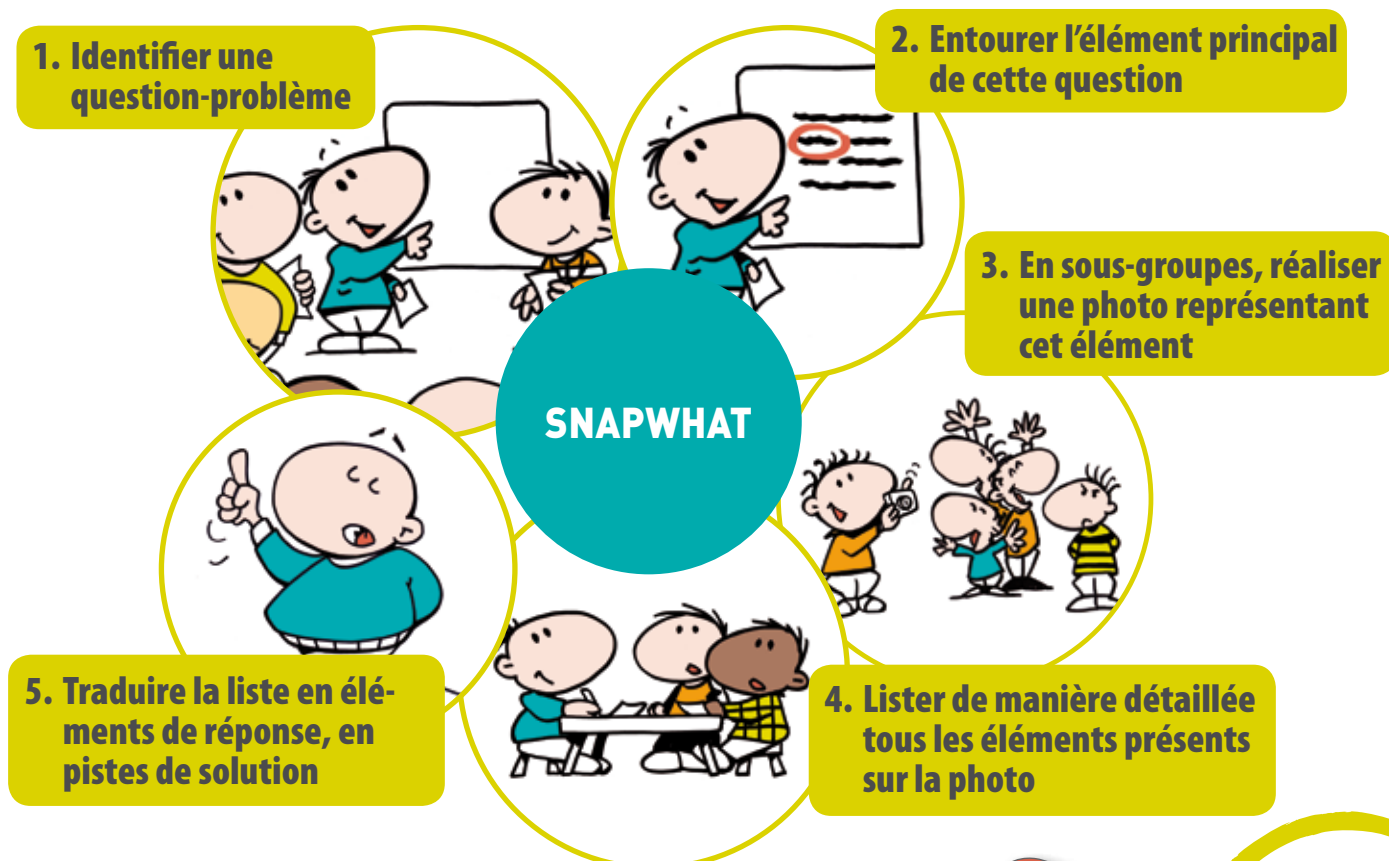 1. Identifier une
question-problème
2. Entourer l'élément principal
de cette question
3. En sous-groupes, réaliser
une photo représentant
cet élément
SNAPWHAT
4. Lister de manière détaillée
tous les éléments présents
sur la photo
5. Traduire la liste en élé-
ments de réponse, en
pistes de solution